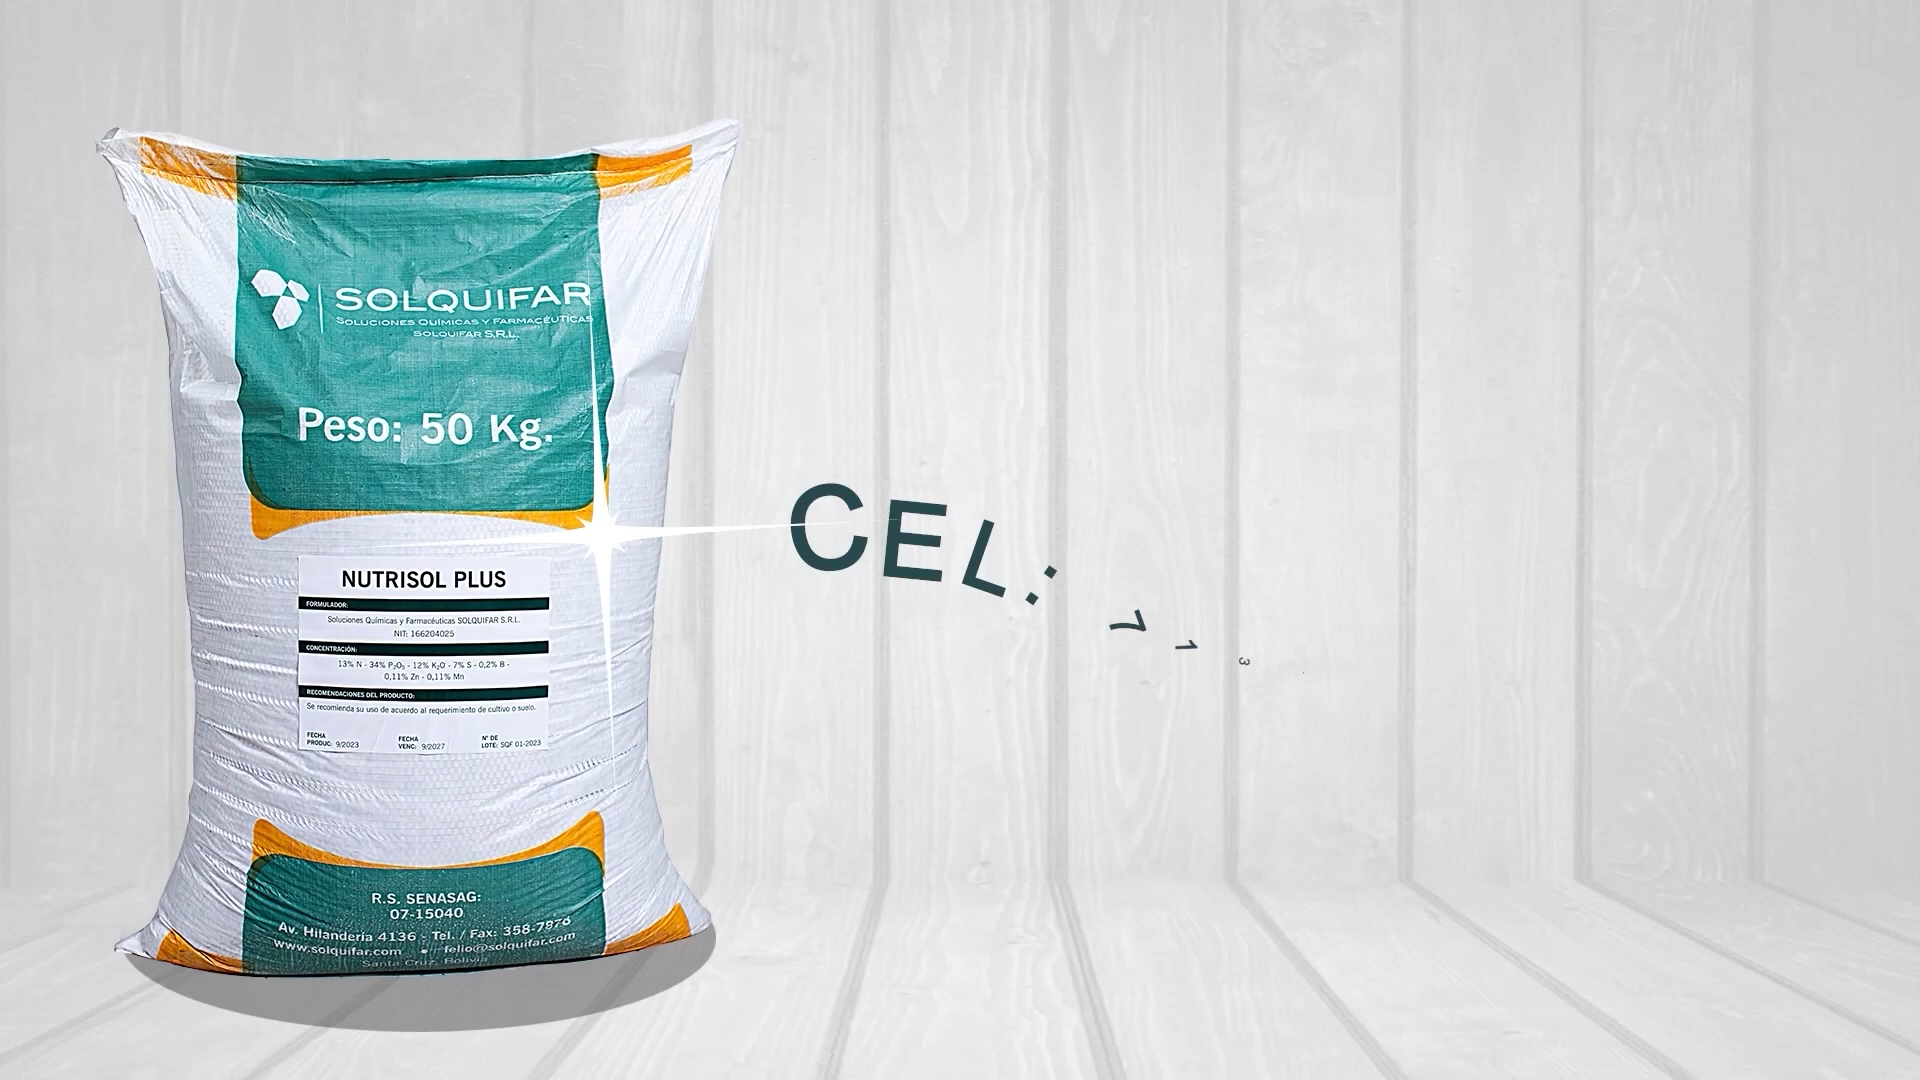 SOLQUIFAR
SOLUCIONES QUÍMICAS Y FARMACÉUTICAS
SOLQUIFAR S.R.L.
Peso: 50 Kg.
NUTRISOL PLUS
FORMULADOR:
Soluciones Químicas y Farmacéuticas SOLQUIFAR S.R.L.
NIT: 166204025
CONCENTRACIÓN:
13% N - 34% P₂O₅ - 12% K₂O - 7% S - 0,2% B -
0,11% Zn - 0,11% Mn
RECOMENDACIONES DEL PRODUCTO:
Se recomienda su uso de acuerdo al requerimiento de cultivo o suelo.
FECHA PRODUC: 9/2023
FECHA VENC: 9/2027
N° DE LOTE: SQF 01-2023
R.S. SENASAG:
07-15040
Av. Hilandería 4136 - Tel. / Fax: 358-7876
www.solquifar.com • felio@solquifar.com
Santa Cruz, Bolivia
CEL: 713